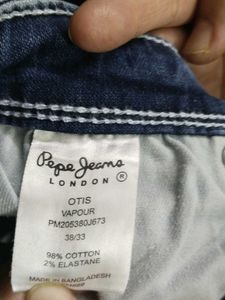 Pepe Jeans
LONDON ®
OTIS
VAPOUR
PM205380J673
38/33
98% COTTON
2% ELASTANE
MADE IN BANGLADESH